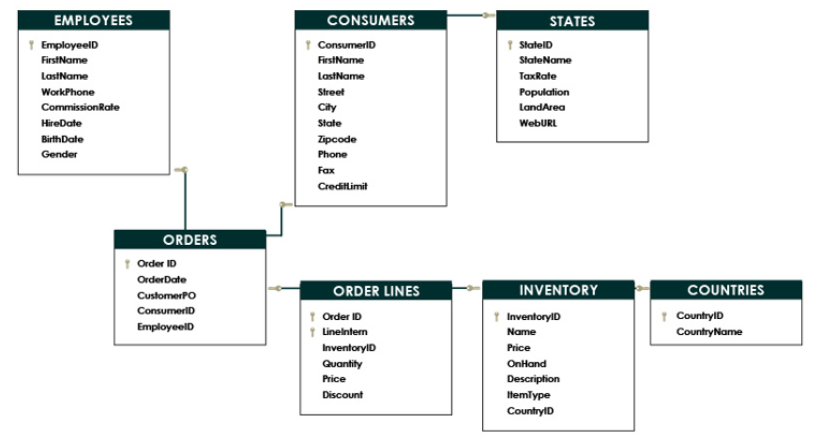 EMPLOYEES
EmployeeID
FirstName
LastName
WorkPhone
CommissionRate
HireDate
BirthDate
Gender
CONSUMERS
ConsumerID
FirstName
LastName
Street
City
State
Zipcode
Phone
Fax
CreditLimit
STATES
StateID
StateName
TaxRate
Population
LandArea
WebURL
ORDERS
Order ID
OrderDate
CustomerPO
ConsumerID
EmployeeID
ORDER LINES
Order ID
LineIntern
InventoryID
Quantity
Price
Discount
INVENTORY
InventoryID
Name
Price
OnHand
Description
ItemType
CountryID
COUNTRIES
CountryID
CountryName